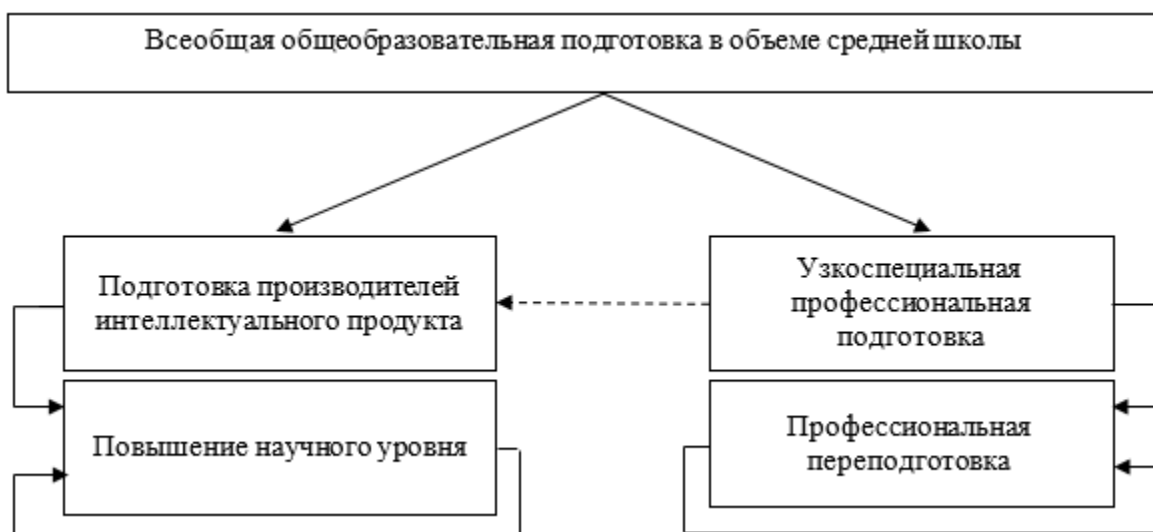 Всеобщая общеобразовательная подготовка в объеме средней школы
Подготовка производителей
интеллектуального продукта
Узкоспециальная
профессиональная
подготовка
Повышение научного уровня
Профессиональная
переподготовка